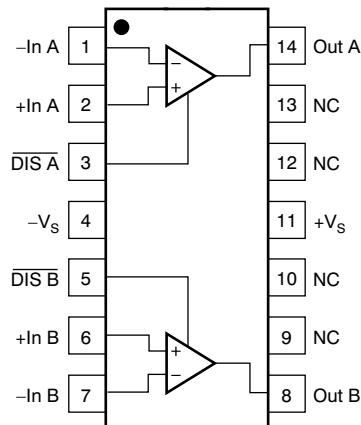 –In A 1 14 Out A
+In A 2 13 NC
DIS A 3 12 NC
–VS 4 11 +VS
DIS B 5 10 NC
+In B 6 9 NC
–In B 7 8 Out B
–
+
+
–